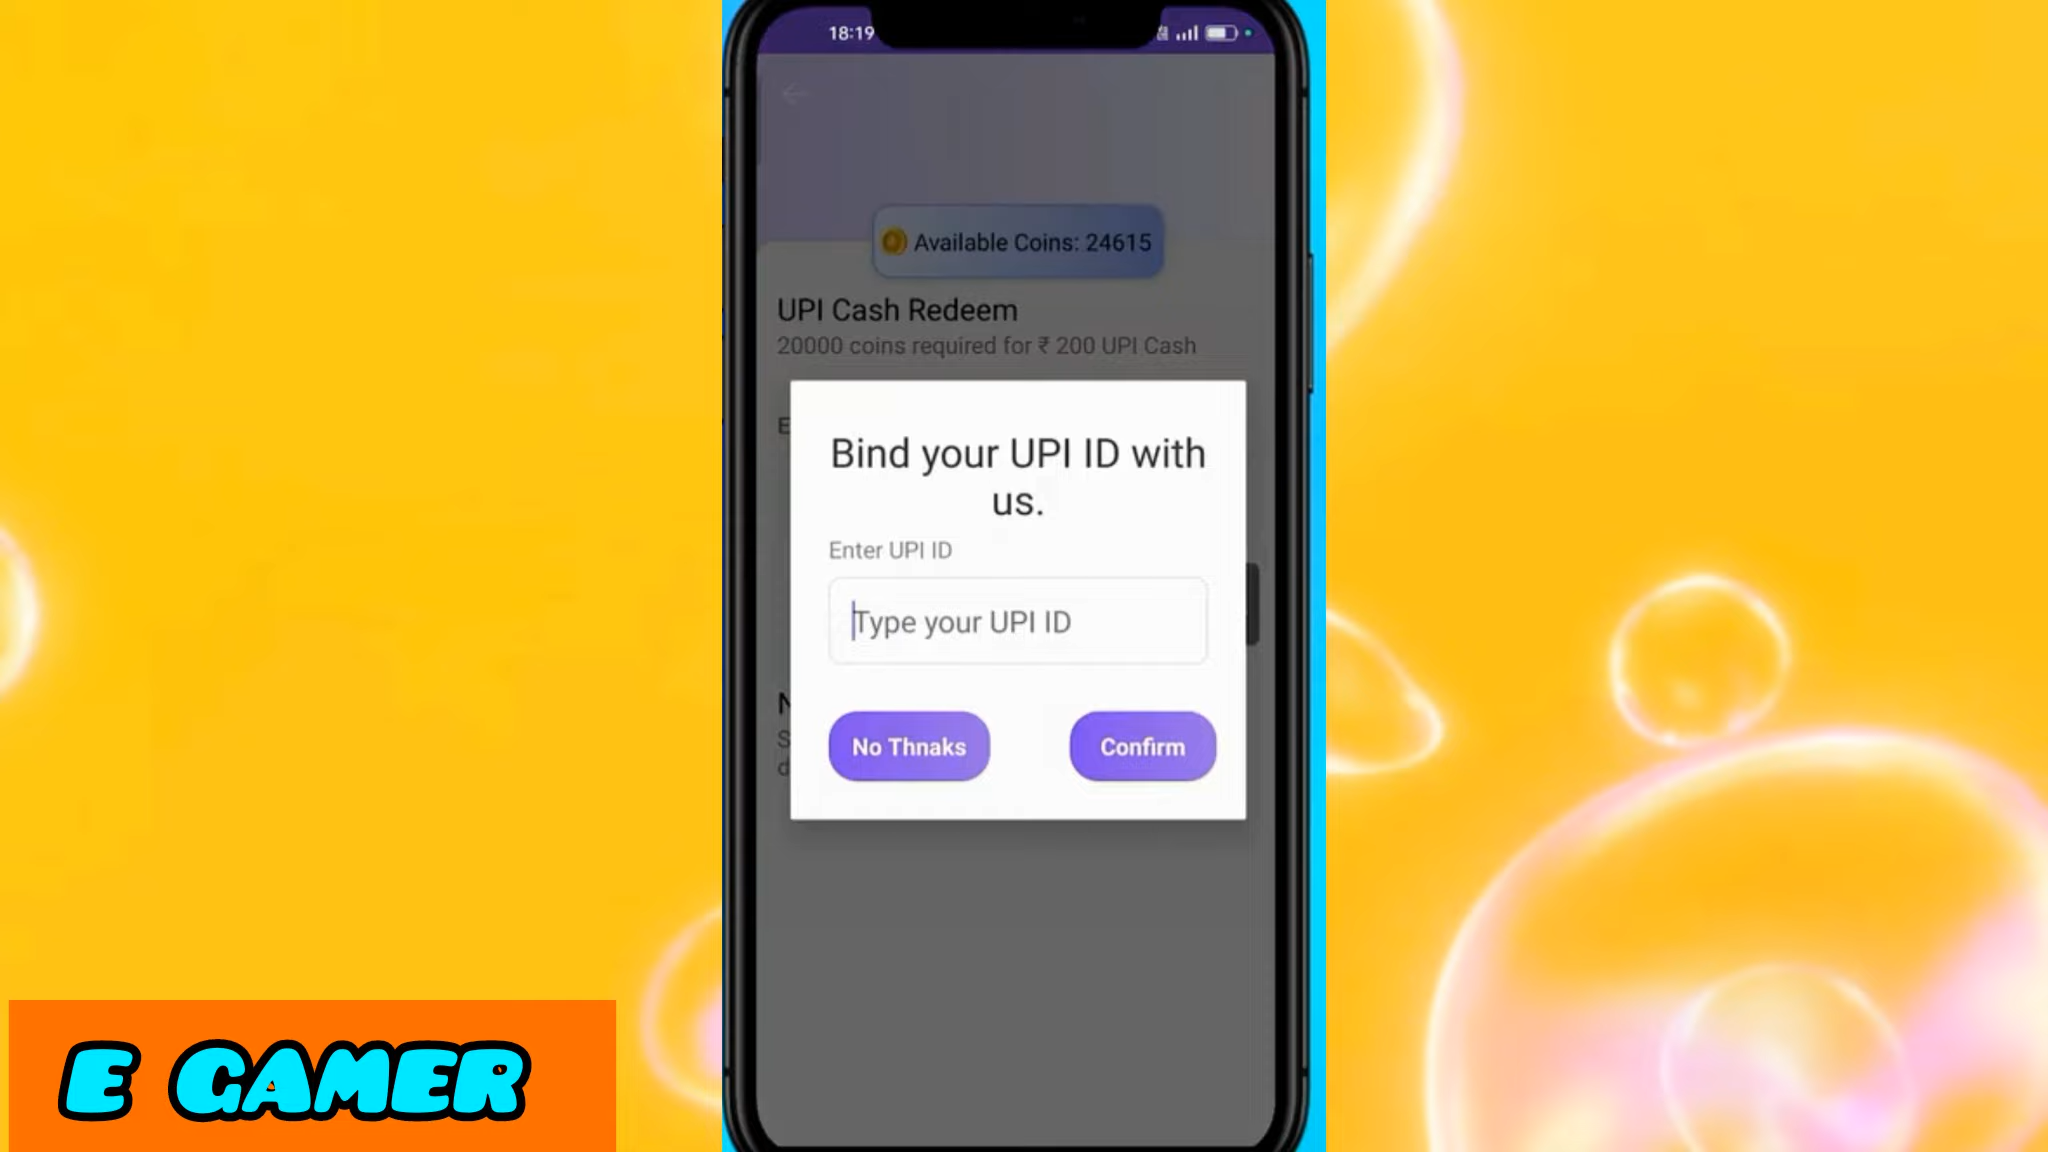 18:19
Available Coins: 24615
UPI Cash Redeem
20000 coins required for ₹ 200 UPI Cash
E
Bind your UPI ID with
us.
Enter UPI ID
Type your UPI ID
N
S
d
No Thnaks
Confirm
E GAMER